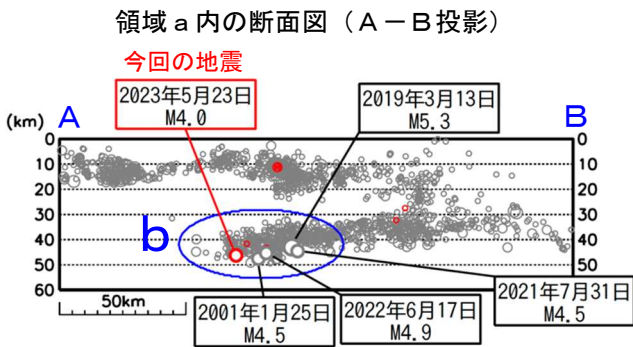 領域a内の断面図(A-B投影)
今回の地震
2023年5月23日
M4.0
2019年3月13日
M5.3
(km)
A
B
0
10
20
30
40
50
60
0
10
20
30
40
50
60
b
50km
2001年1月25日
M4.5
2022年6月17日
M4.9
2021年7月31日
M4.5